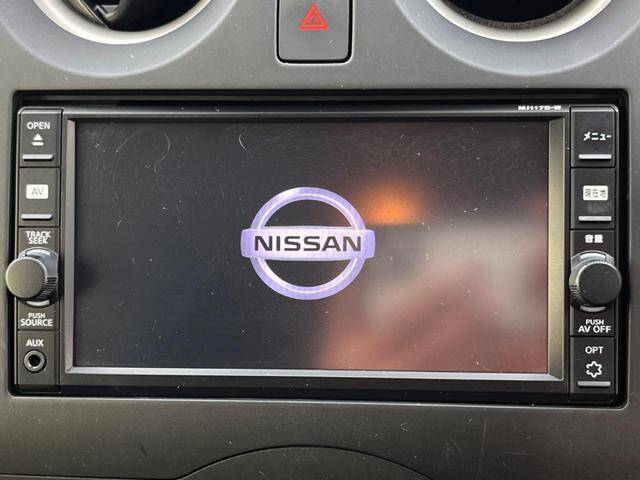 MJ117D-W
OPEN
AV
TRACK
SEEK
PUSH
SOURCE
AUX
NISSAN
メニュー
現在地
音量
PUSH
AV OFF
OPT